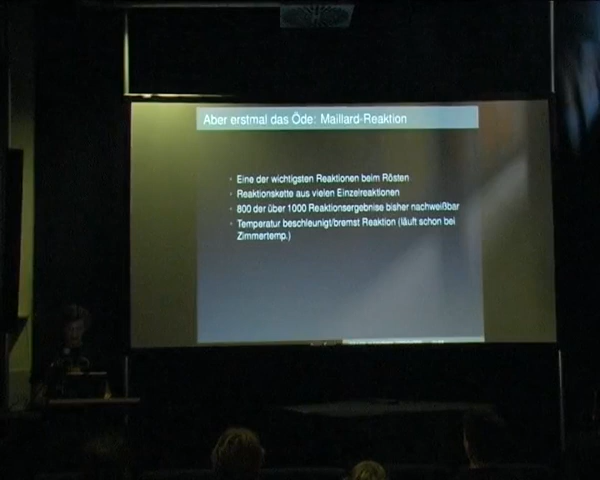 Aber erstmal das Öde: Maillard-Reaktion
Eine der wichtigsten Reaktionen beim Rösten
Reaktionskette aus vielen Einzelreaktionen
800 der über 1000 Reaktionsergebnise bisher nachweißbar
Temperatur beschleunigt/bremst Reaktion (läuft schon bei
Zimmertemp.)